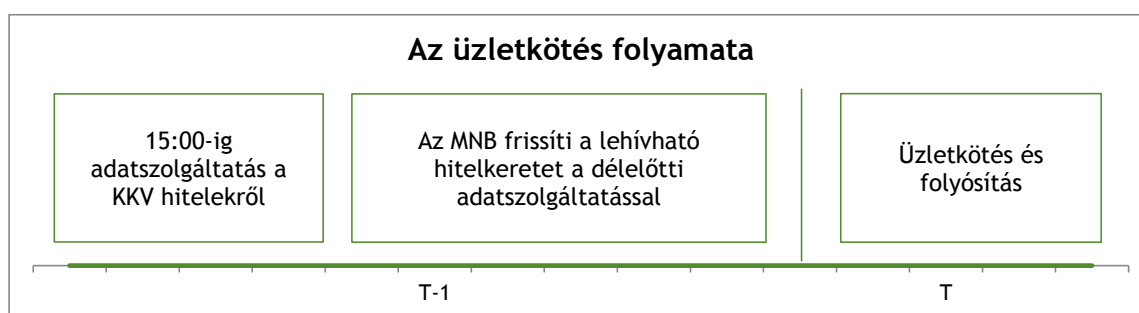 Az üzletkötés folyamata
15:00-ig
adatszolgáltatás a
KKV hitelekről
Az MNB frissíti a lehívható
hitelkeretet a délelőtti
adatszolgáltatással
Üzletkötés és
folyósítás
T-1
T